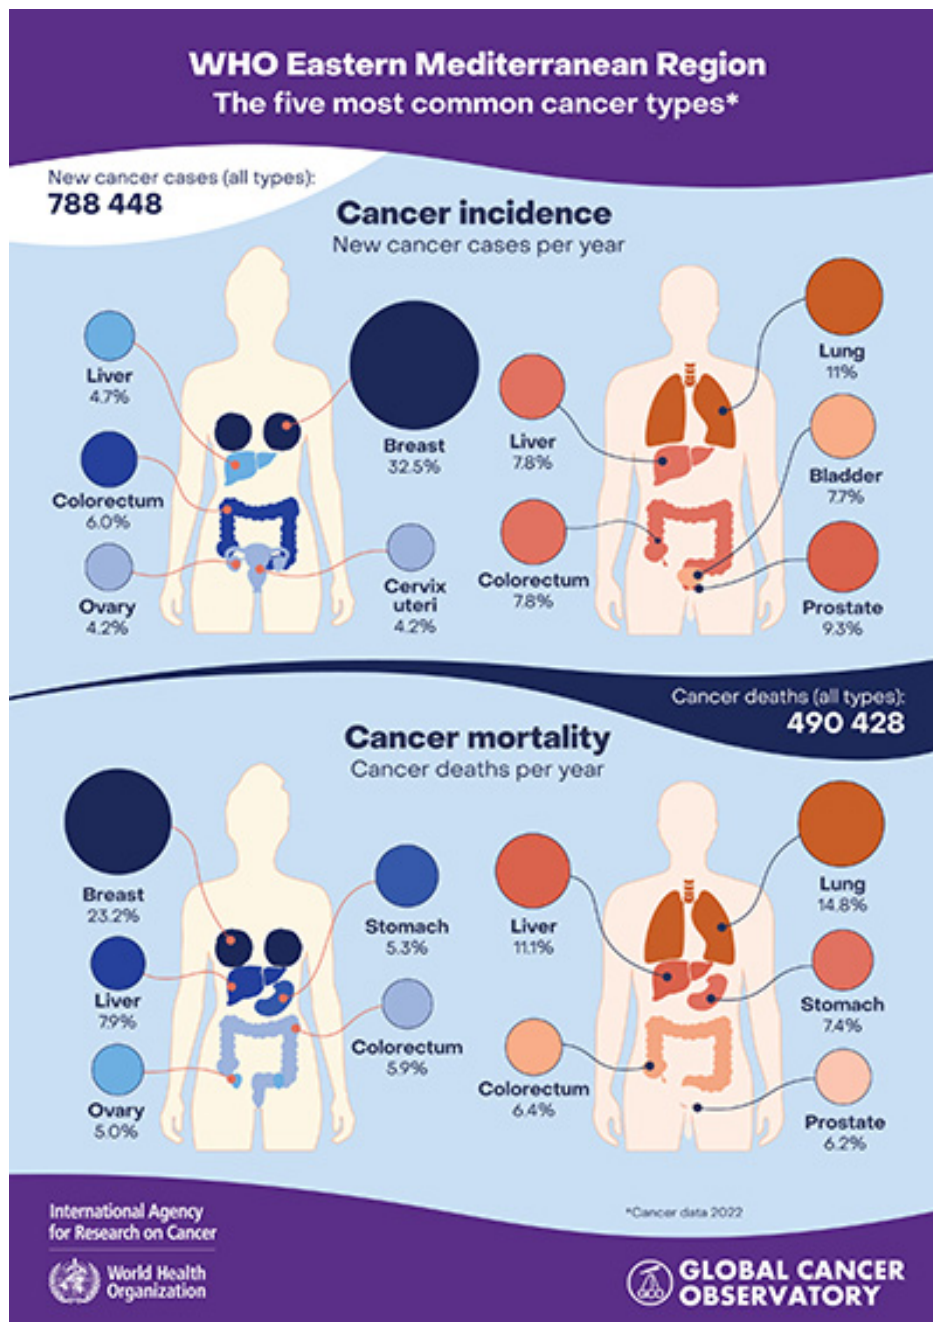 WHO Eastern Mediterranean Region
The five most common cancer types*
New cancer cases (all types):
788 448
Cancer incidence
New cancer cases per year
Liver
4.7%
Breast
32.5%
Colorectum
6.0%
Ovary
4.2%
Cervix
uteri
4.2%
Lung
11%
Liver
7.8%
Bladder
7.7%
Colorectum
7.8%
Prostate
9.3%
Cancer deaths (all types):
490 428
Cancer mortality
Cancer deaths per year
Breast
23.2%
Stomach
5.3%
Liver
7.9%
Colorectum
5.9%
Ovary
5.0%
Lung
14.8%
Liver
11.1%
Stomach
7.4%
Colorectum
6.4%
Prostate
6.2%
International Agency
for Research on Cancer
World Health
Organization
*Cancer data 2022
GCO
GLOBAL CANCER
OBSERVATORY